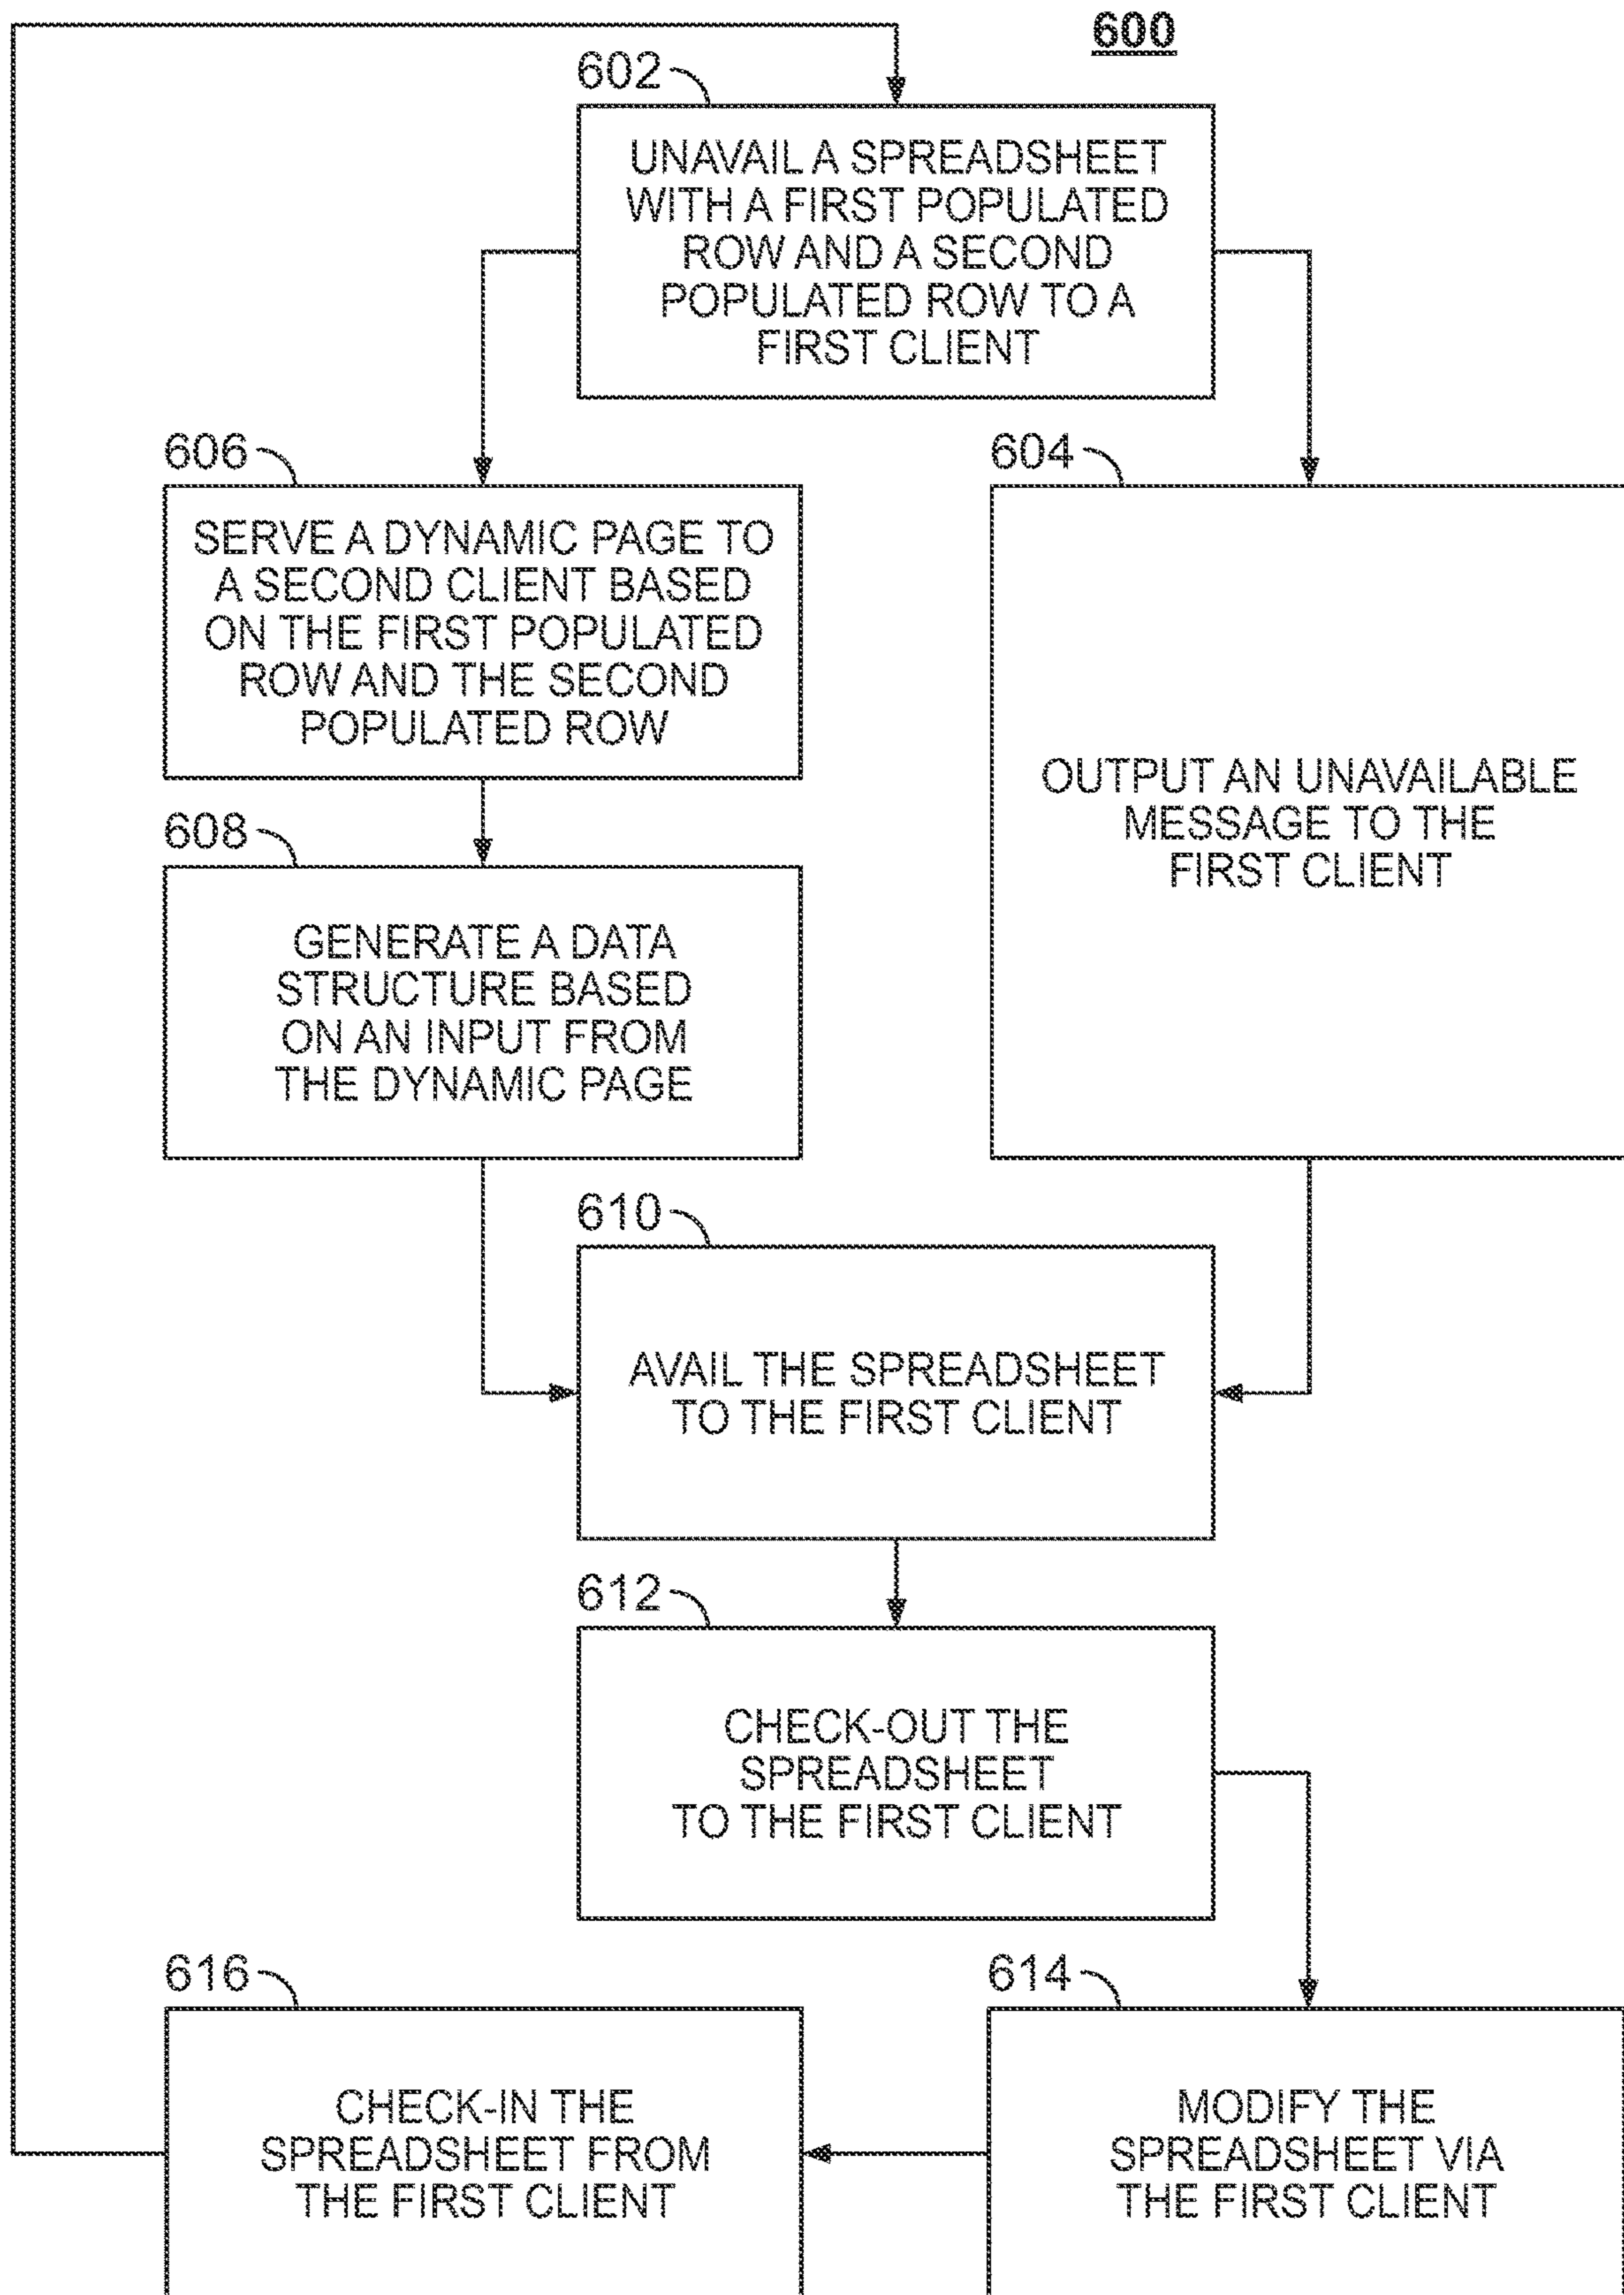 600
602
UNAVAIL A SPREADSHEET
WITH A FIRST POPULATED
ROW AND A SECOND
POPULATED ROW TO A
FIRST CLIENT
606
SERVE A DYNAMIC PAGE TO
A SECOND CLIENT BASED
ON THE FIRST POPULATED
ROW AND THE SECOND
POPULATED ROW
604
OUTPUT AN UNAVAILABLE
MESSAGE TO THE
FIRST CLIENT
608
GENERATE A DATA
STRUCTURE BASED
ON AN INPUT FROM
THE DYNAMIC PAGE
610
AVAIL THE SPREADSHEET
TO THE FIRST CLIENT
612
CHECK-OUT THE
SPREADSHEET
TO THE FIRST CLIENT
616
CHECK-IN THE
SPREADSHEET FROM
THE FIRST CLIENT
614
MODIFY THE
SPREADSHEET VIA
THE FIRST CLIENT